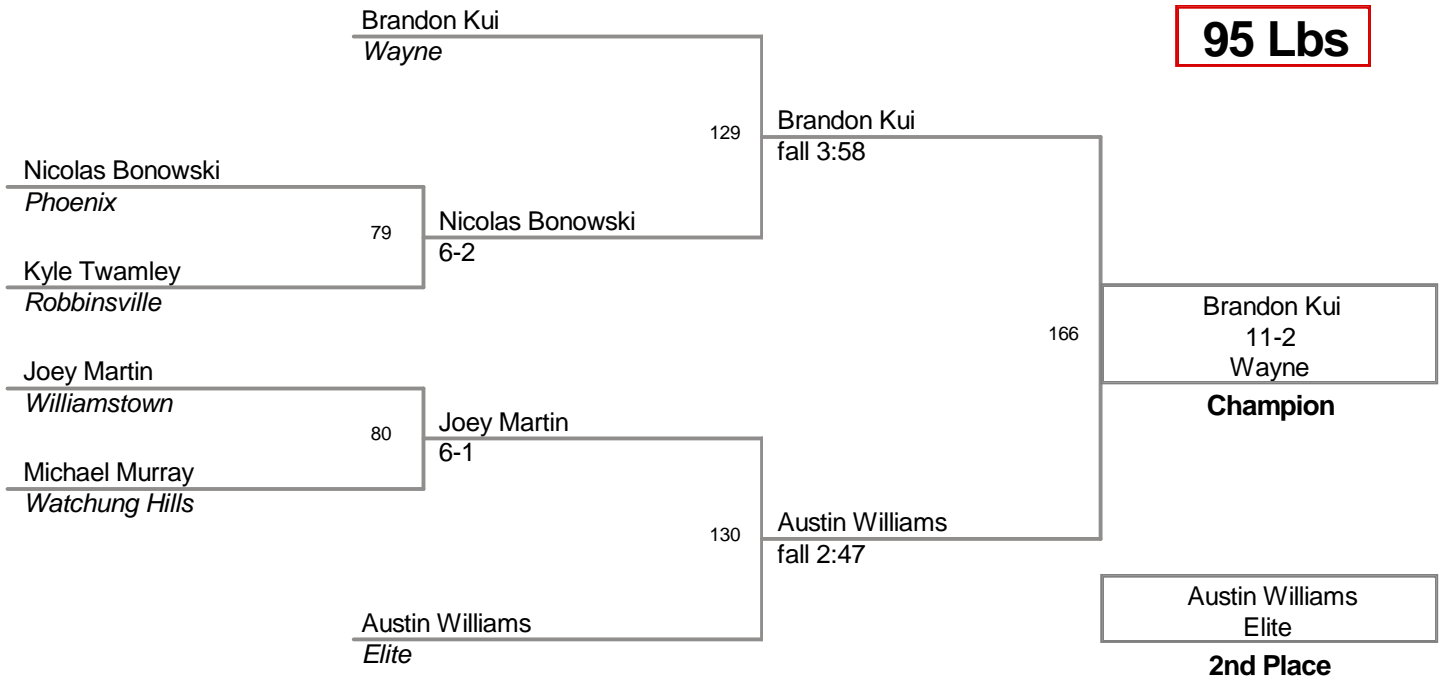 Brandon Kui
Wayne
95 Lbs
129
Brandon Kui
fall 3:58
Nicolas Bonowski
Phoenix
79
Nicolas Bonowski
6-2
Kyle Twamley
Robbinsville
166
Brandon Kui
11-2
Wayne
Champion
Joey Martin
Williamstown
80
Joey Martin
6-1
Michael Murray
Watchung Hills
130
Austin Williams
fall 2:47
Austin Williams
Elite
Austin Williams
Elite
2nd Place